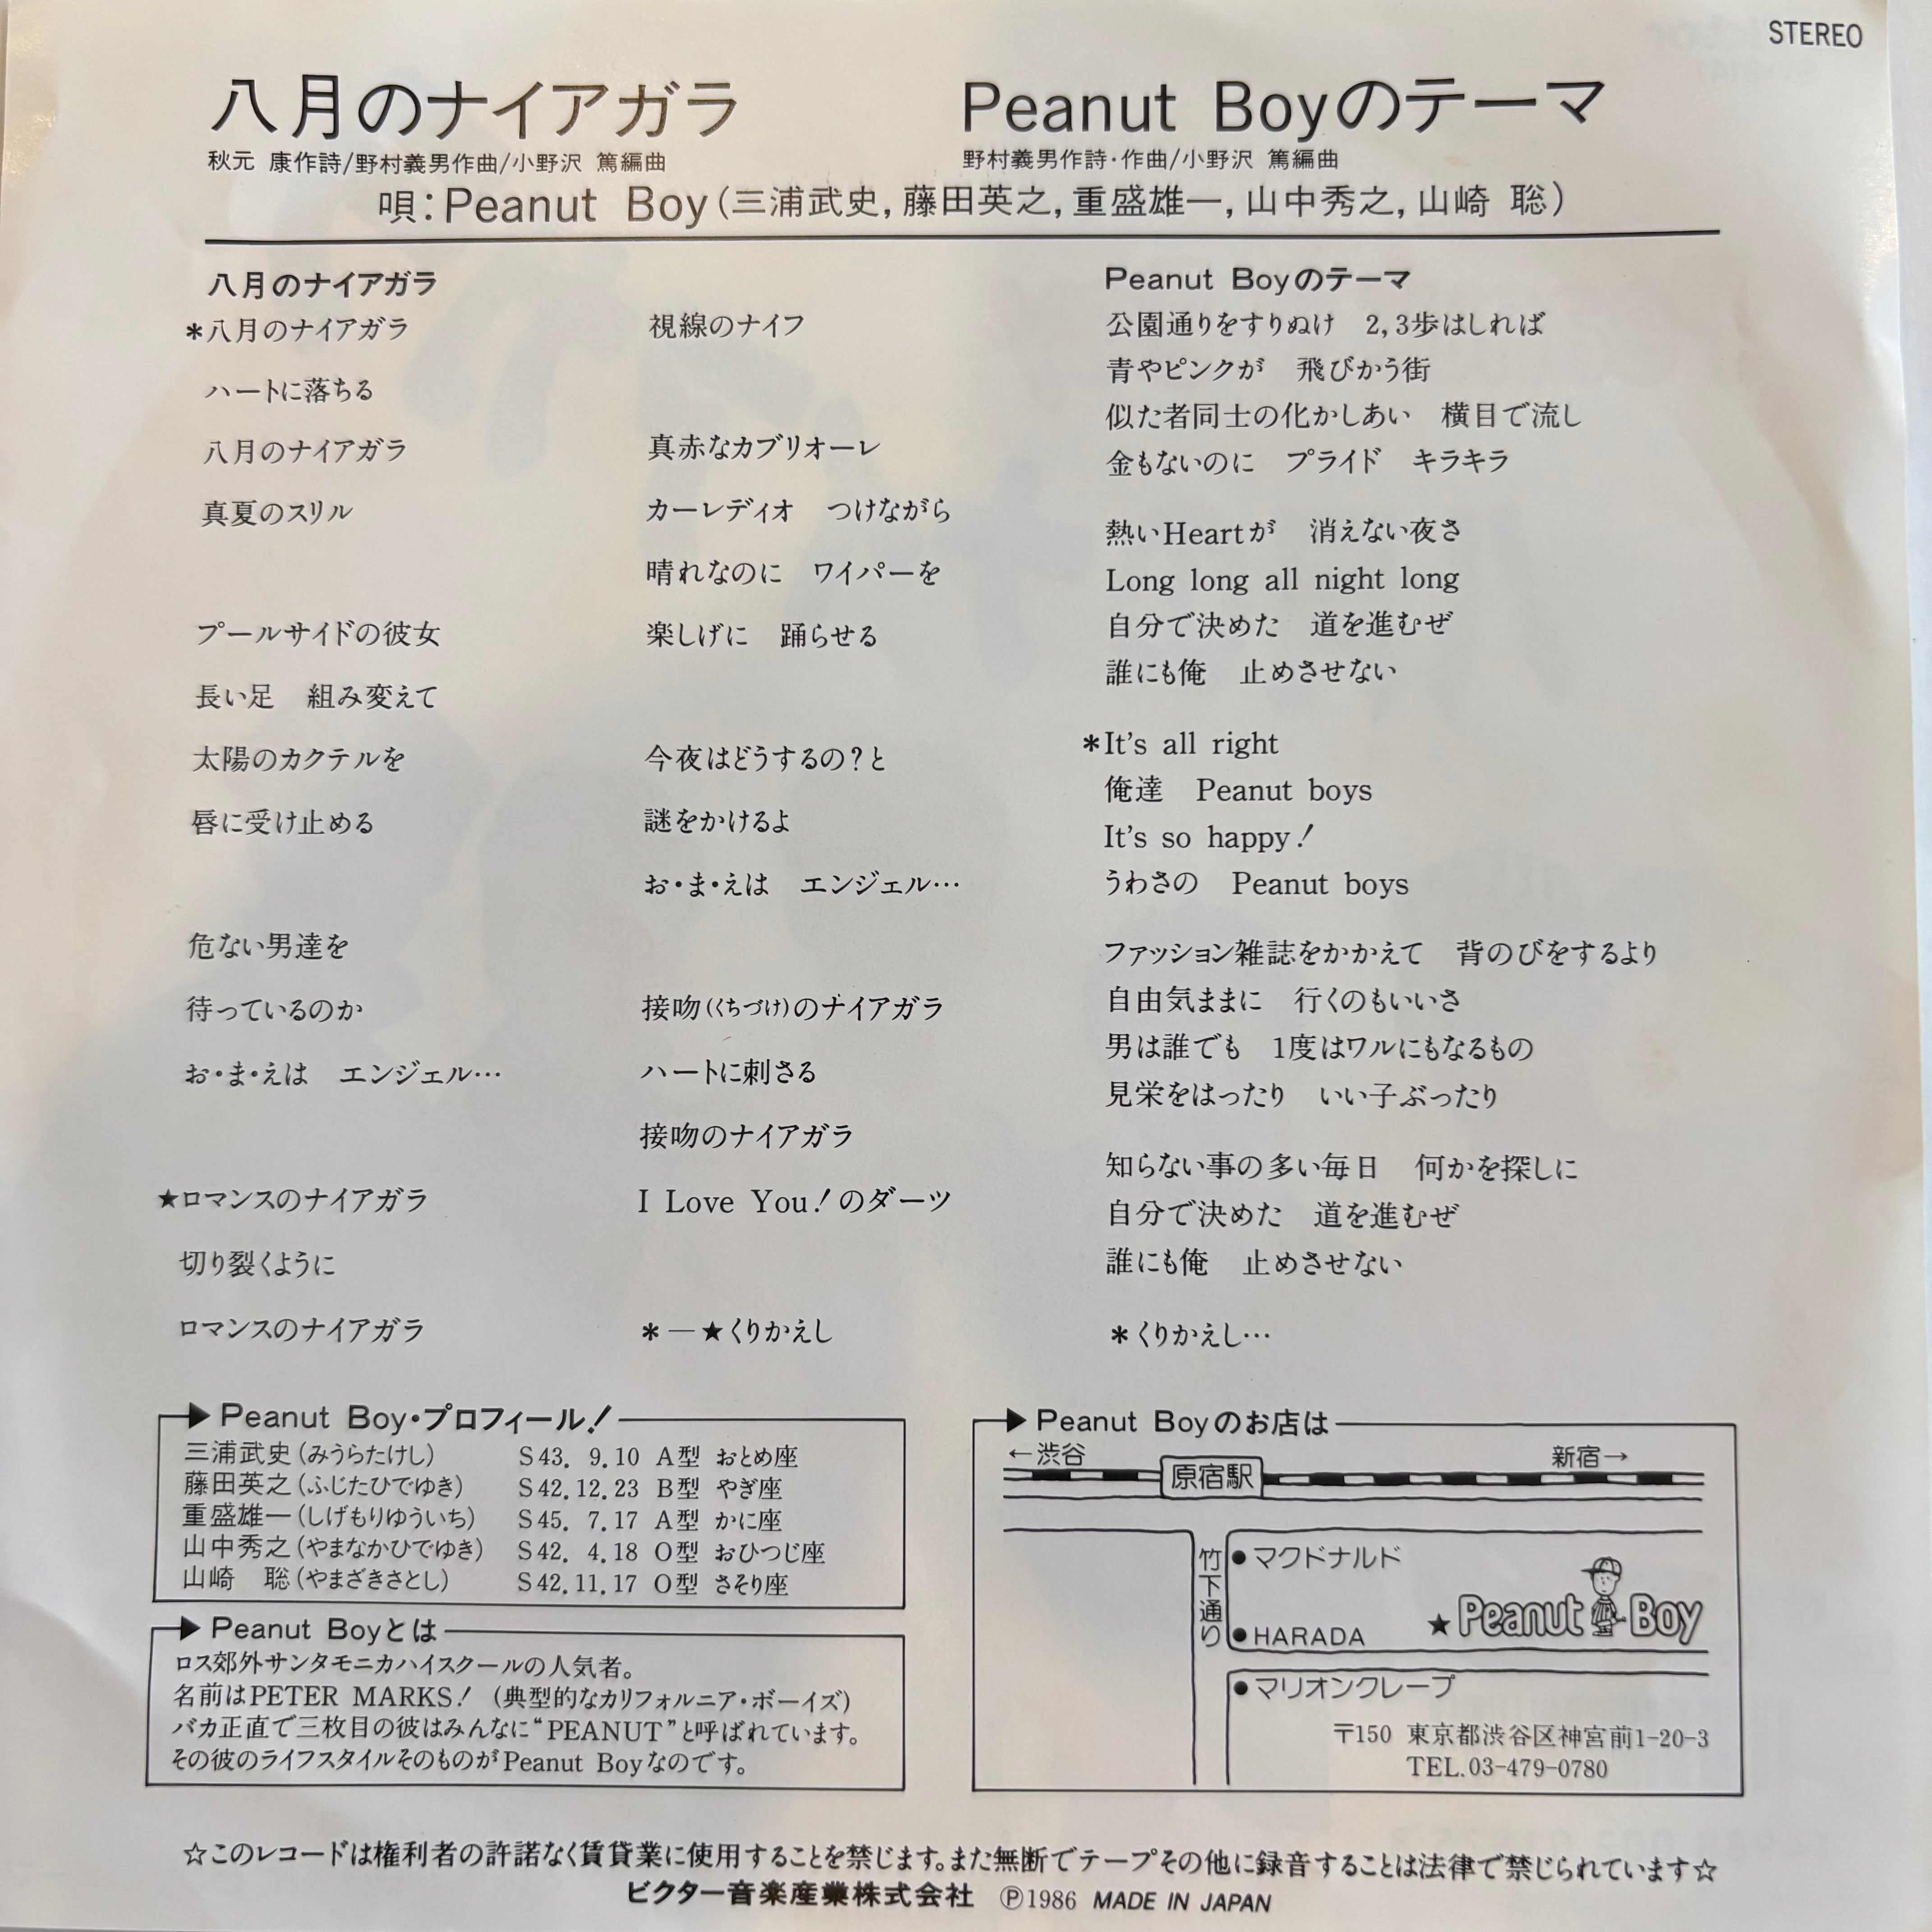 STEREO
八月のナイアガラ
秋元 康作詩/野村義男作曲/小野沢 篤編曲
Peanut Boyのテーマ
野村義男作詩・作曲/小野沢 篤編曲
唄:Peanut Boy(三浦武史,藤田英之,重盛雄一,山中秀之,山崎 聡)
八月のナイアガラ
*八月のナイアガラ
ハートに落ちる
八月のナイアガラ
真夏のスリル
プールサイドの彼女
長い足 組み変えて
太陽のカクテルを
唇に受け止める
危ない男達を
待っているのか
お・ま・えは エンジェル…
★ロマンスのナイアガラ
切り裂くように
ロマンスのナイアガラ
視線のナイフ
真赤なカブリオーレ
カーレディオ つけながら
晴れなのに ワイパーを
楽しげに 踊らせる
今夜はどうするの?と
謎をかけるよ
お・ま・えは エンジェル…
接吻(くちづけ)のナイアガラ
ハートに刺さる
接吻のナイアガラ
I Love You!のダーツ
*―★くりかえし
Peanut Boyのテーマ
公園通りをすりぬけ 2,3歩はしれば
青やピンクが 飛びかう街
似た者同士の化かしあい 横目で流し
金もないのに プライド キラキラ
熱いHeartが 消えない夜さ
Long long all night long
自分で決めた 道を進むぜ
誰にも俺 止めさせない
*It's all right
俺達 Peanut boys
It's so happy!
うわさの Peanut boys
ファッション雑誌をかかえて 背のびをするより
自由気ままに 行くのもいいさ
男は誰でも 1度はワルにもなるもの
見栄をはったり いい子ぶったり
知らない事の多い毎日 何かを探しに
自分で決めた 道を進むぜ
誰にも俺 止めさせない
*くりかえし…
Peanut Boy・プロフィール!
三浦武史(みうらたけし) S43. 9.10 A型 おとめ座
藤田英之(ふじたひでゆき) S42.12.23 B型 やぎ座
重盛雄一(しげもりゆういち) S45. 7.17 A型 かに座
山中秀之(やまなかひでゆき) S42. 4.18 O型 おひつじ座
山崎 聡(やまざきさとし) S42.11.17 O型 さそり座
Peanut Boyとは
ロス郊外サンタモニカハイスクールの人気者。
名前はPETER MARKS! (典型的なカリフォルニア・ボーイズ)
バカ正直で三枚目の彼はみんなに“PEANUT”と呼ばれています。
その彼のライフスタイルそのものがPeanut Boyなのです。
Peanut Boyのお店は
←渋谷
新宿→
原宿駅
竹下通り
●マクドナルド
★Peanut Boy
●HARADA
●マリオンクレープ
〒150 東京都渋谷区神宮前1-20-3
TEL.03-479-0780
☆このレコードは権利者の許諾なく賃貸業に使用することを禁じます。また無断でテープその他に録音することは法律で禁じられています☆
ビクター音楽産業株式会社 Ⓟ1986 MADE IN JAPAN